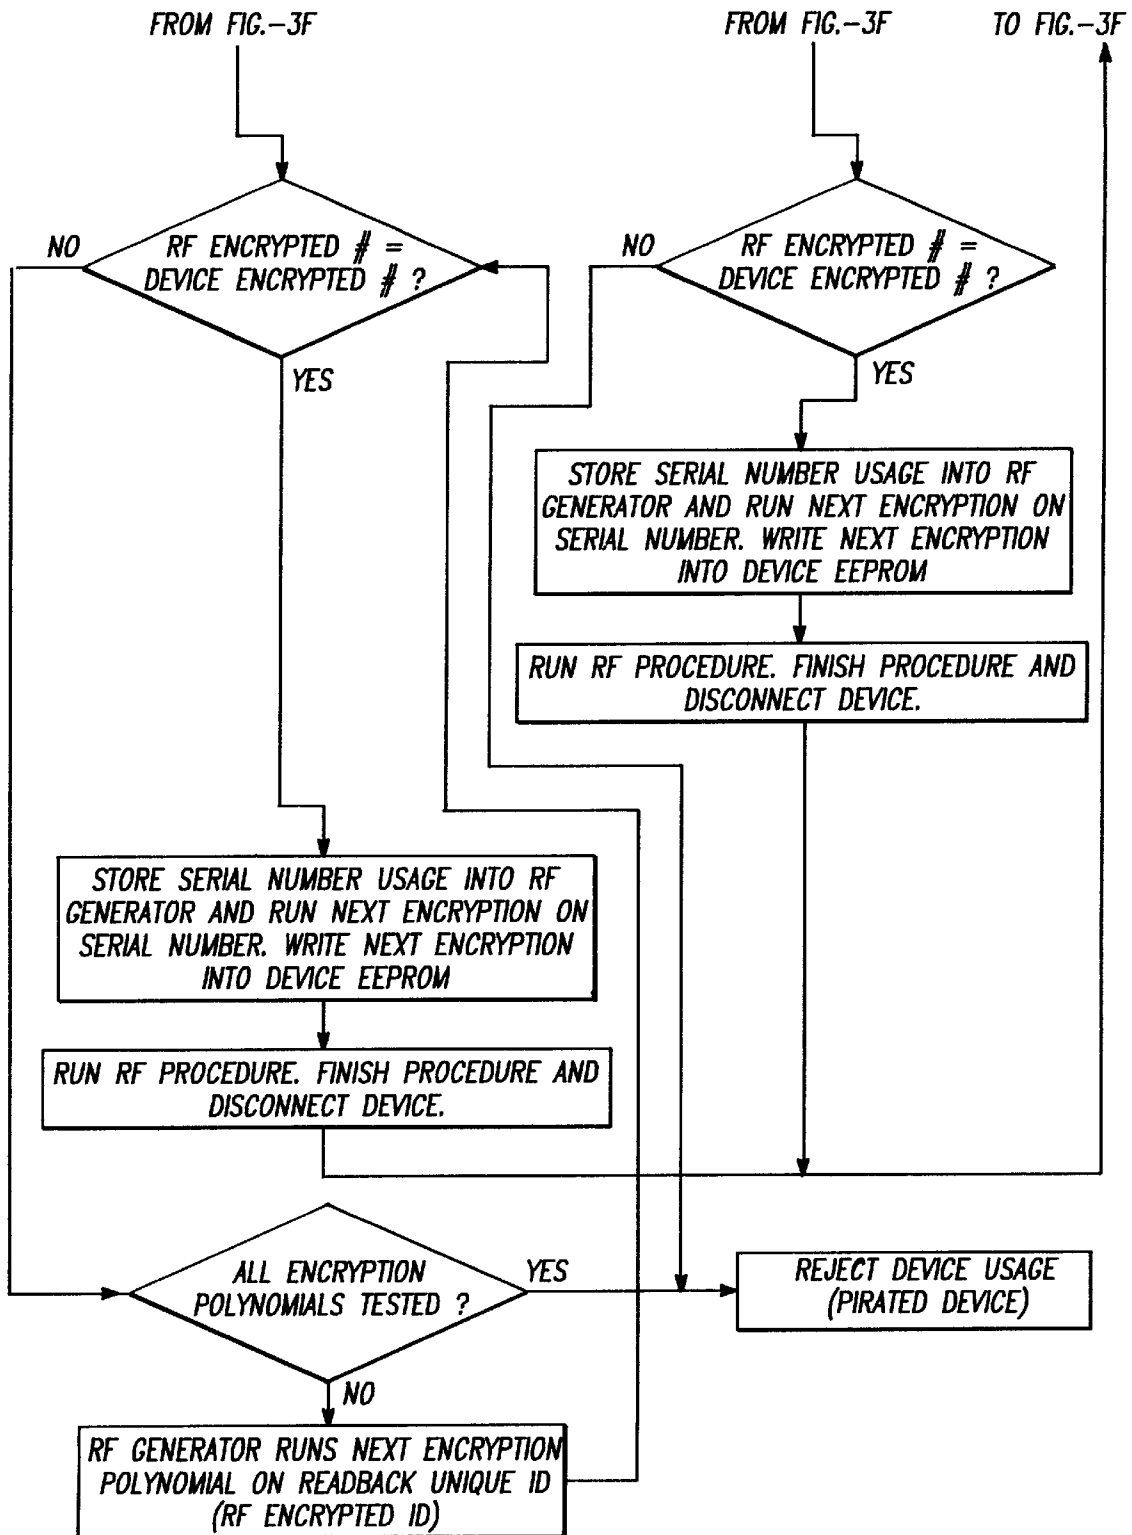 FROM FIG.-3F
FROM FIG.-3F
TO FIG.-3F
NO
RF ENCRYPTED # =
DEVICE ENCRYPTED # ?
YES
NO
RF ENCRYPTED # =
DEVICE ENCRYPTED # ?
YES
STORE SERIAL NUMBER USAGE INTO RF
GENERATOR AND RUN NEXT ENCRYPTION ON
SERIAL NUMBER. WRITE NEXT ENCRYPTION
INTO DEVICE EEPROM
RUN RF PROCEDURE. FINISH PROCEDURE AND
DISCONNECT DEVICE.
STORE SERIAL NUMBER USAGE INTO RF
GENERATOR AND RUN NEXT ENCRYPTION ON
SERIAL NUMBER. WRITE NEXT ENCRYPTION
INTO DEVICE EEPROM
RUN RF PROCEDURE. FINISH PROCEDURE AND
DISCONNECT DEVICE.
ALL ENCRYPTION
POLYNOMIALS TESTED ?
YES
REJECT DEVICE USAGE
(PIRATED DEVICE)
NO
RF GENERATOR RUNS NEXT ENCRYPTION
POLYNOMIAL ON READBACK UNIQUE ID
(RF ENCRYPTED ID)